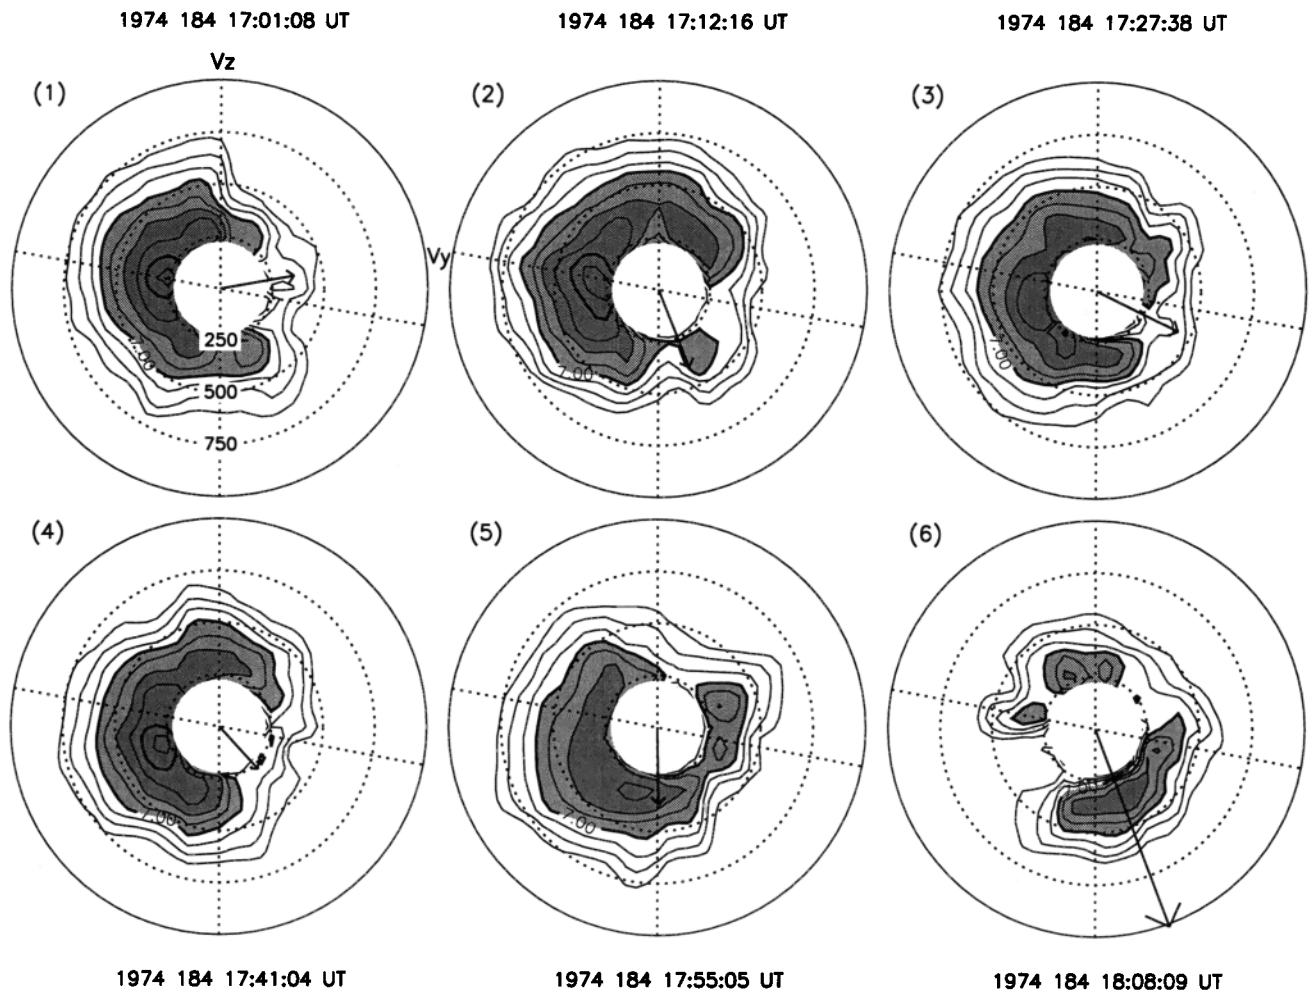 1974 184 17:01:08 UT
1974 184 17:12:16 UT
1974 184 17:27:38 UT
Vz
(1)
(2)
(3)
Vy
250
500
750
7.00
7.00
7.00
(4)
(5)
(6)
7.00
7.00
1974 184 17:41:04 UT
1974 184 17:55:05 UT
1974 184 18:08:09 UT